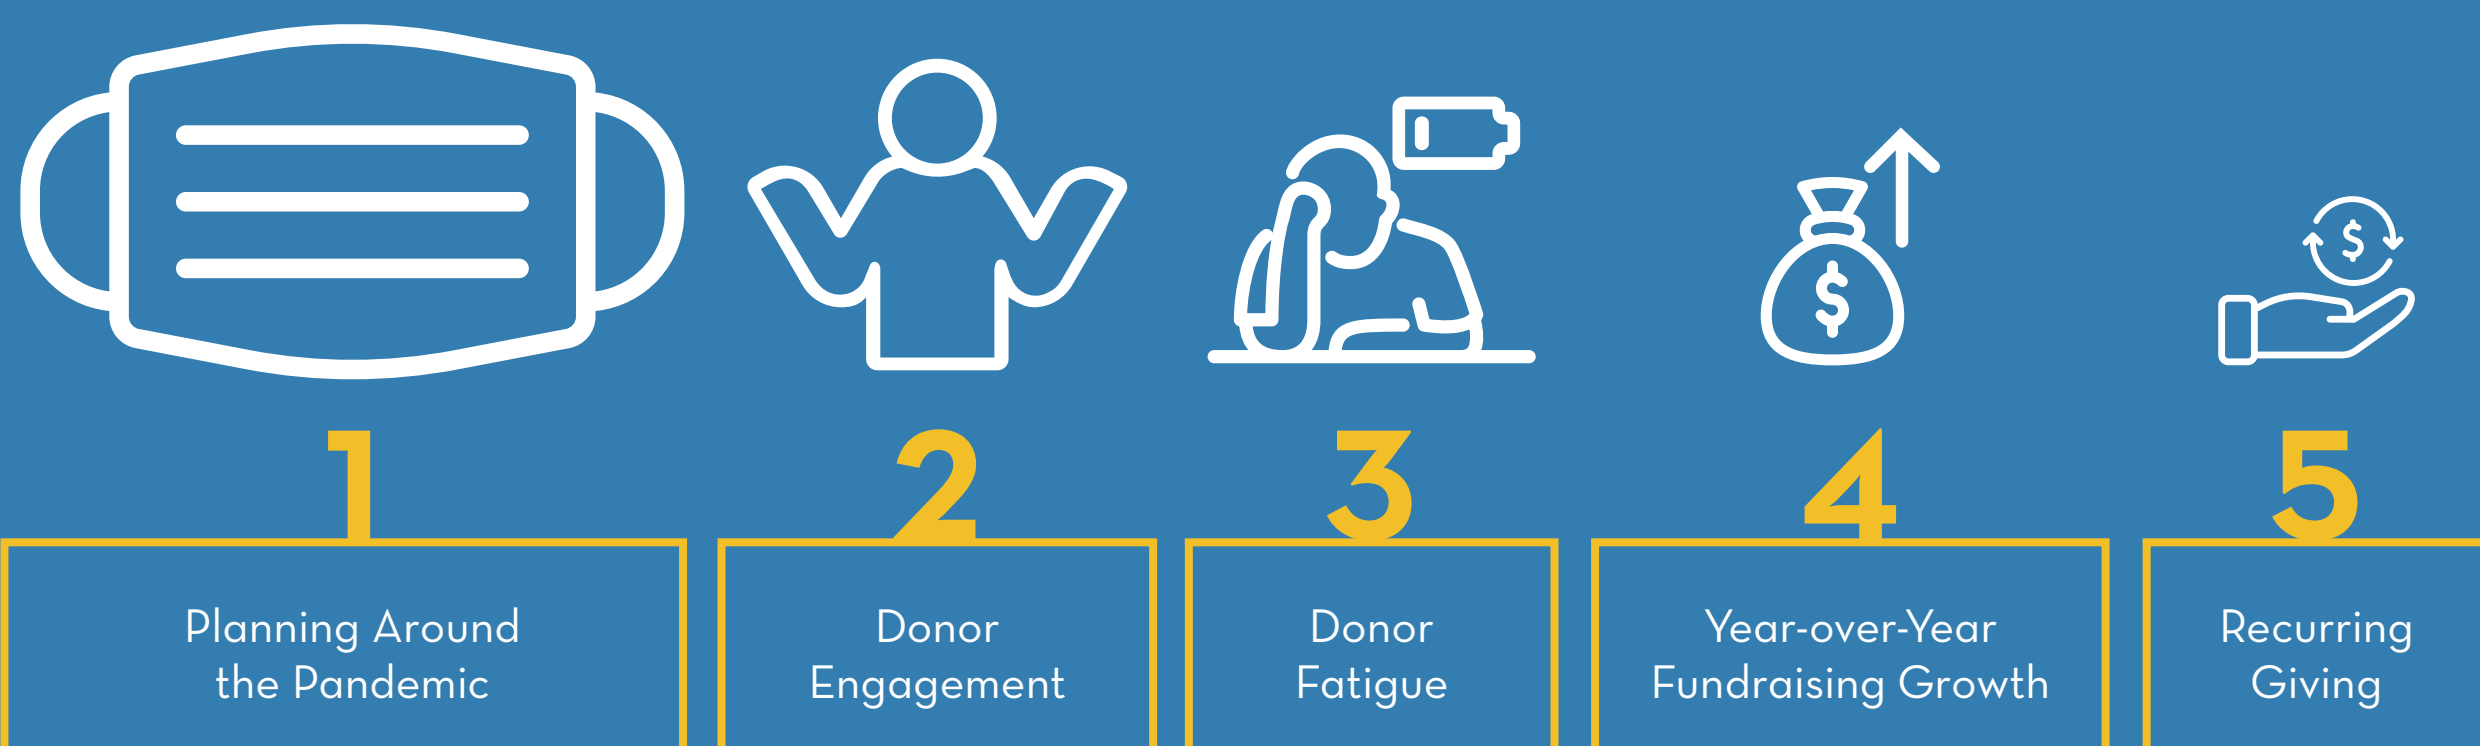 $
$
1
2
3
4
5
Planning Around
the Pandemic
Donor
Engagement
Donor
Fatigue
Year-over-Year
Fundraising Growth
Recurring
Giving